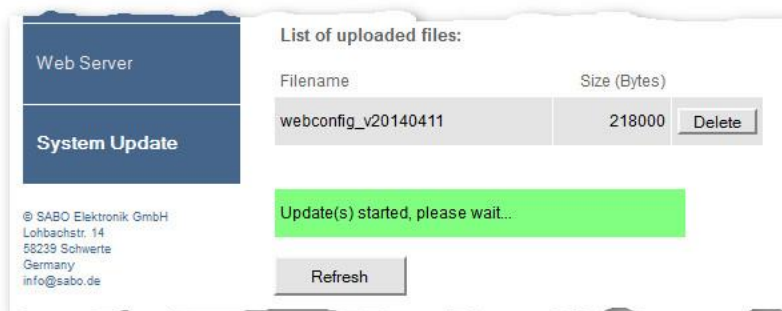 Web Server
System Update
© SABO Elektronik GmbH
Lohbachstr. 14
58239 Schwerte
Germany
info@sabo.de
List of uploaded files:
Filename Size (Bytes)
webconfig_v20140411 218000 Delete
Update(s) started, please wait...
Refresh